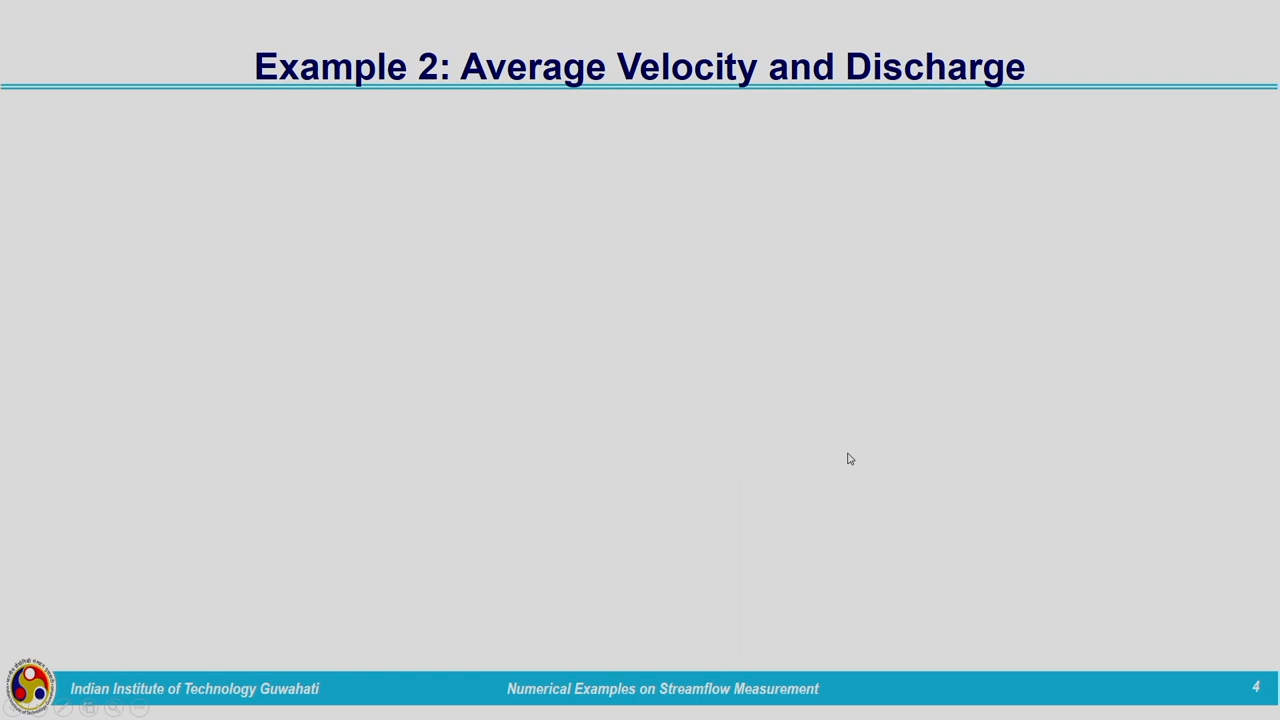 Example 2: Average Velocity and Discharge
Indian Institute of Technology Guwahati
Numerical Examples on Streamflow Measurement
4